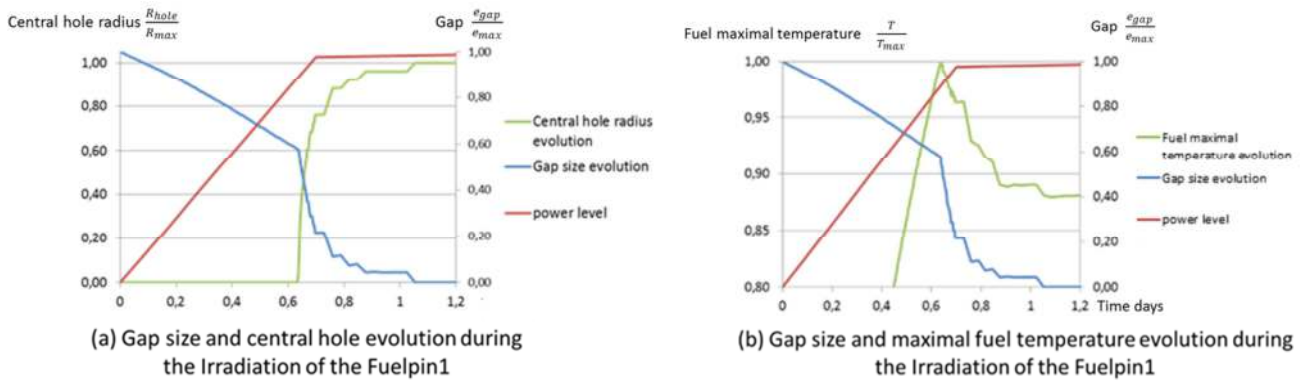 Central hole radius R_hole/R_max
Gap e_gap/e_max
1,00
0,80
0,60
0,40
0,20
0,00
1,00
0,80
0,60
0,40
0,20
0,00
0 0,2 0,4 0,6 0,8 1 1,2
Central hole radius
evolution
Gap size evolution
power level
(a) Gap size and central hole evolution during
the Irradiation of the Fuelpin1
Fuel maximal temperature T/T_max
Gap e_gap/e_max
1,00
0,95
0,90
0,85
0,80
1,00
0,80
0,60
0,40
0,20
0,00
0 0,2 0,4 0,6 0,8 1 1,2
Time days
Fuel maximal
temperature evolution
Gap size evolution
power level
(b) Gap size and maximal fuel temperature evolution during
the Irradiation of the Fuelpin1